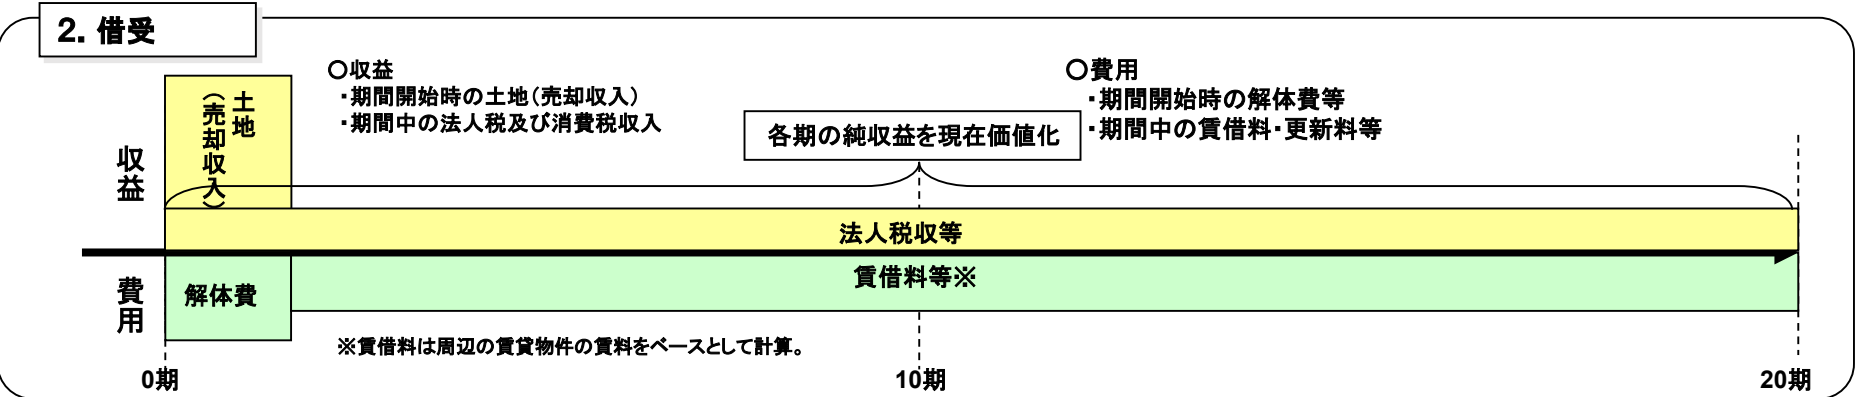 2. 借受
○収益
・期間開始時の土地（売却収入）
・期間中の法人税及び消費税収入
○費用
・期間開始時の解体費等
・期間中の賃借料・更新料等
各期の純収益を現在価値化
土地
（売却収入）
収益
法人税収等
費用
解体費
賃借料等※
※賃借料は周辺の賃貸物件の賃料をベースとして計算。
0期
10期
20期